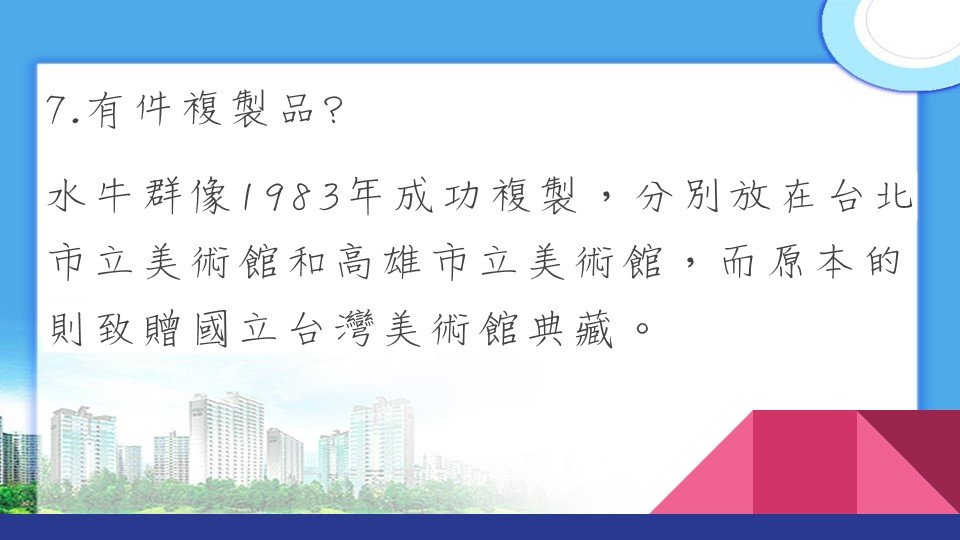 7.有件複製品?
水牛群像1983年成功複製，分別放在台北
市立美術館和高雄市立美術館，而原本的
則致贈國立台灣美術館典藏。